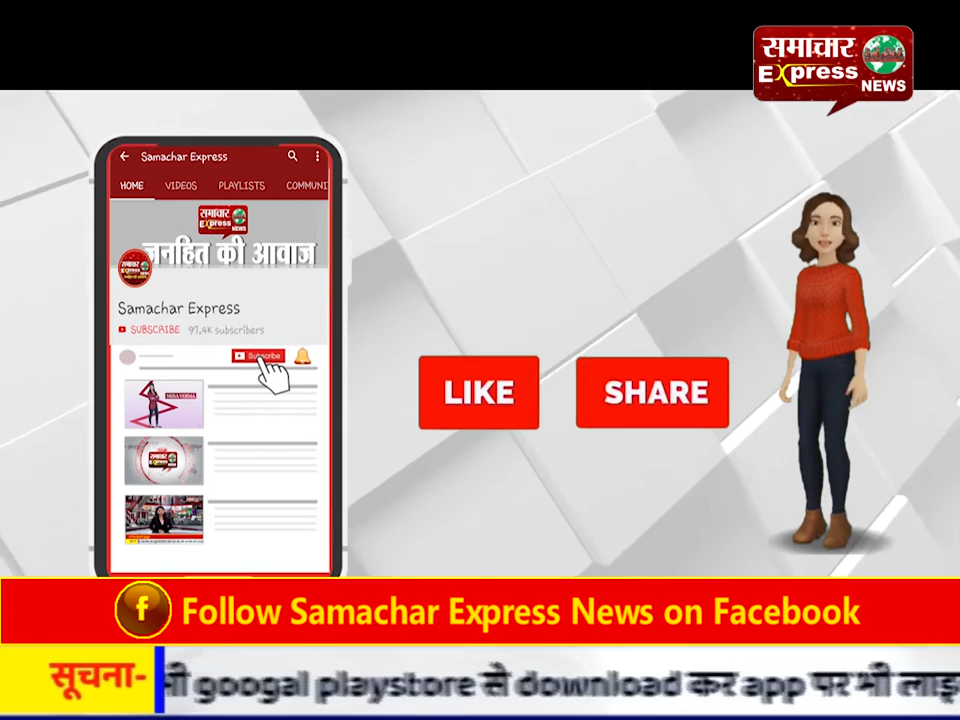 समाचार
Express
NEWS
Samachar Express
HOME VIDEOS PLAYLISTS COMMUNI
समाचार
Express
NEWS
जनहित की आवाज
Samachar Express
SUBSCRIBE 97,4K subscribers
Subscribe
LIKE
SHARE
f Follow Samachar Express News on Facebook
सूचना- भी googal playstore से download कर app पर भी लाइ